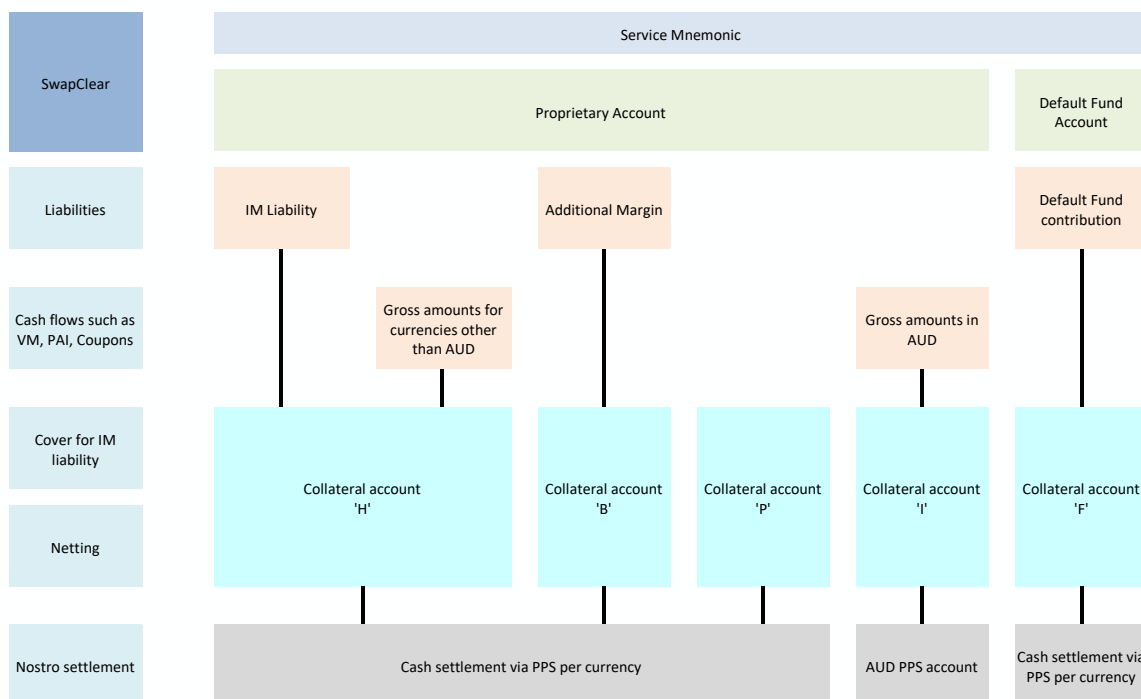 SwapClear
Service Mnemonic
Proprietary Account
Default Fund
Account
Liabilities
IM Liability
Additional Margin
Default Fund
contribution
Cash flows such as
VM, PAI, Coupons
Gross amounts for
currencies other
than AUD
Gross amounts in
AUD
Cover for IM
liability
Netting
Collateral account
'H'
Collateral account
'B'
Collateral account
'P'
Collateral account
'I'
Collateral account
'F'
Nostro settlement
Cash settlement via PPS per currency
AUD PPS account
Cash settlement via
PPS per currency